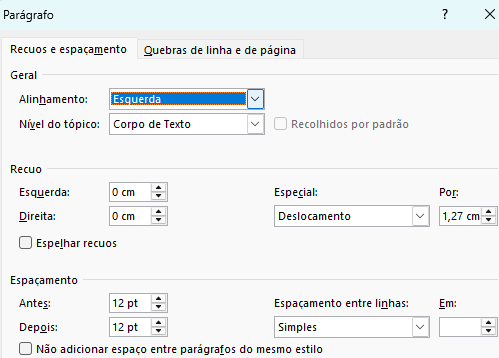 Parágrafo ? ×
Recuos e espaçamento Quebras de linha e de página
Geral
Alinhamento: Esquerda
Nível do tópico: Corpo de Texto Recolhidos por padrão
Recuo
Esquerda: 0 cm Especial: Por:
Direita: 0 cm Deslocamento 1,27 cm
Espelhar recuos
Espaçamento
Antes: 12 pt Espaçamento entre linhas: Em:
Depois: 12 pt Simples
Não adicionar espaço entre parágrafos do mesmo estilo